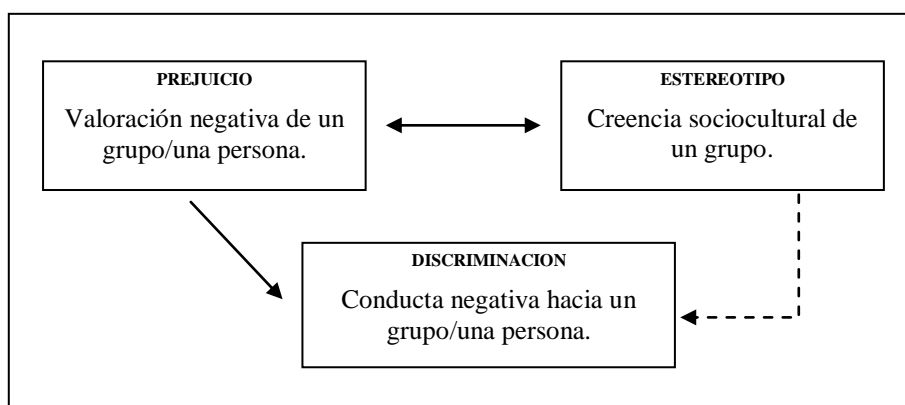 PREJUICIO
Valoración negativa de un
grupo/una persona.
ESTEREOTIPO
Creencia sociocultural de
un grupo.
DISCRIMINACION
Conducta negativa hacia un
grupo/una persona.